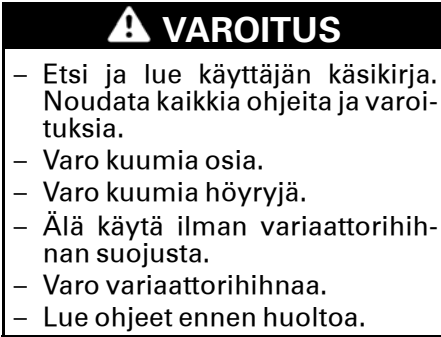 VAROITUS
– Etsi ja lue käyttäjän käsikirja.
Noudata kaikkia ohjeita ja varoi-
tuksia.
– Varo kuumia osia.
– Varo kuumia höyryjä.
– Älä käytä ilman variaattorihih-
nan suojusta.
– Varo variaattorihihnaa.
– Lue ohjeet ennen huoltoa.